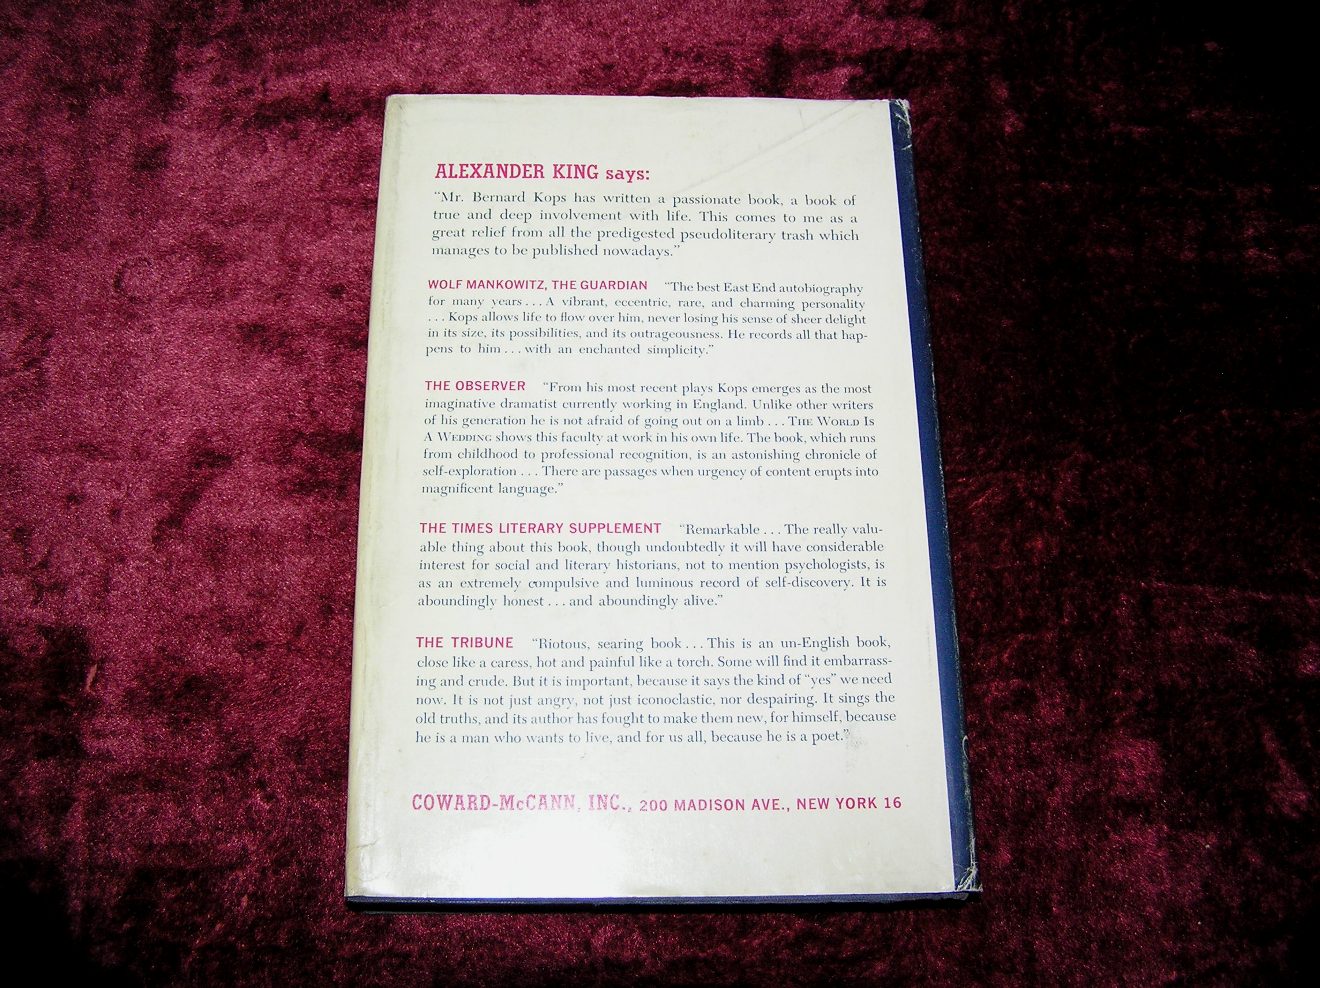 ALEXANDER KING says:
“Mr. Bernard Kops has written a passionate book, a book of
true and deep involvement with life. This comes to me as a
great relief from all the predigested pseudoliterary trash which
manages to be published nowadays.”
WOLF MANKOWITZ, THE GUARDIAN “The best East End autobiography
for many years . . . A vibrant, eccentric, rare, and charming personality
. . . Kops allows life to flow over him, never losing his sense of sheer delight
in its size, its possibilities, and its outrageousness. He records all that hap-
pens to him . . . with an enchanted simplicity.”
THE OBSERVER “From his most recent plays Kops emerges as the most
imaginative dramatist currently working in England. Unlike other writers
of his generation he is not afraid of going out on a limb . . . THE WORLD IS
A WEDDING shows this faculty at work in his own life. The book, which runs
from childhood to professional recognition, is an astonishing chronicle of
self-exploration . . . There are passages when urgency of content erupts into
magnificent language.”
THE TIMES LITERARY SUPPLEMENT “Remarkable . . . The really valu-
able thing about this book, though undoubtedly it will have considerable
interest for social and literary historians, not to mention psychologists, is
as an extremely compulsive and luminous record of self-discovery. It is
aboundingly honest . . . and aboundingly alive.”
THE TRIBUNE “Riotous, searing book . . . This is an un-English book,
close like a caress, hot and painful like a torch. Some will find it embarrass-
ing and crude. But it is important, because it says the kind of “yes” we need
now. It is not just angry, not just iconoclastic, nor despairing. It sings the
old truths, and its author has fought to make them new, for himself, because
he is a man who wants to live, and for us all, because he is a poet.”
COWARD-McCANN, INC., 200 MADISON AVE., NEW YORK 16